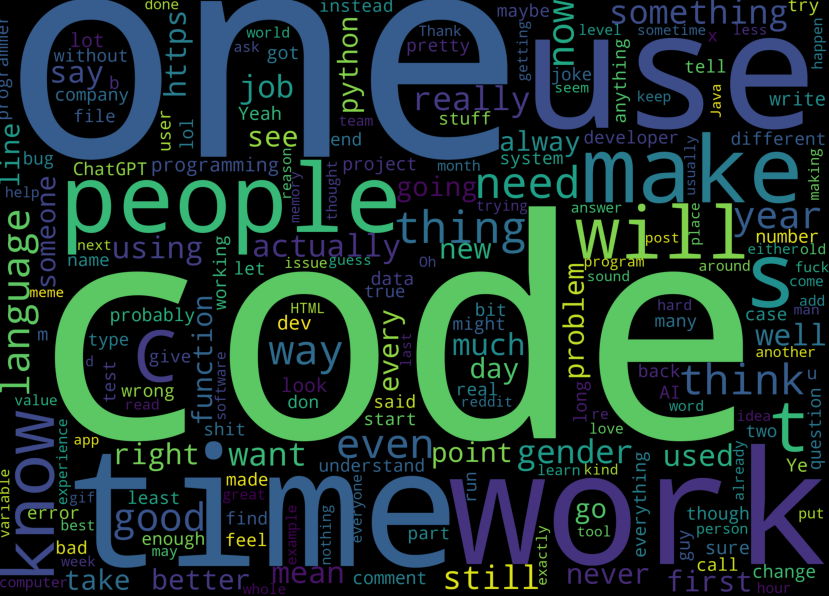 one
use
code
time
work
people
make
will
know
thing
think
way
now
something
need
really
language
line
job
see
say
https
python
lot
without
company
file
b
programmer
done
world
ask
got
Yeah
user
lol
instead
maybe
Thank
pretty
getting
stuff
end
team
level
sometime
x
less
try
happen
joke
seem
keep
anything
tell
Java
write
bug
help
ChatGPT
programming
reason
memory
thought
project
month
going
trying
alway
system
developer
different
usually
making
someone
next
name
using
actually
working
let
issue
guess
Oh
data
true
new
answer
place
post
program
sound
around
year
number
either
old
fuck
come
add
man
s
case
well
another
meme
m
probably
type
d
test
c
give
wrong
read
value
function
software
HTML
dev
look
don
every
last
said
start
bit
might
much
day
real
reddit
problem
long
hard
many
back
AI
word
re
love
idea
two
t
u
question
Ye
put
experience
app
shit
right
want
even
understand
point
gender
learn
kind
used
already
variable
gif
error
best
bad
week
computer
take
least
good
enough
may
better
made
great
find
feel
whole
mean
example
nothing
everyone
comment
part
run
still
exactly
go
tool
never
everything
guy
though
person
sure
call
first
change
hour